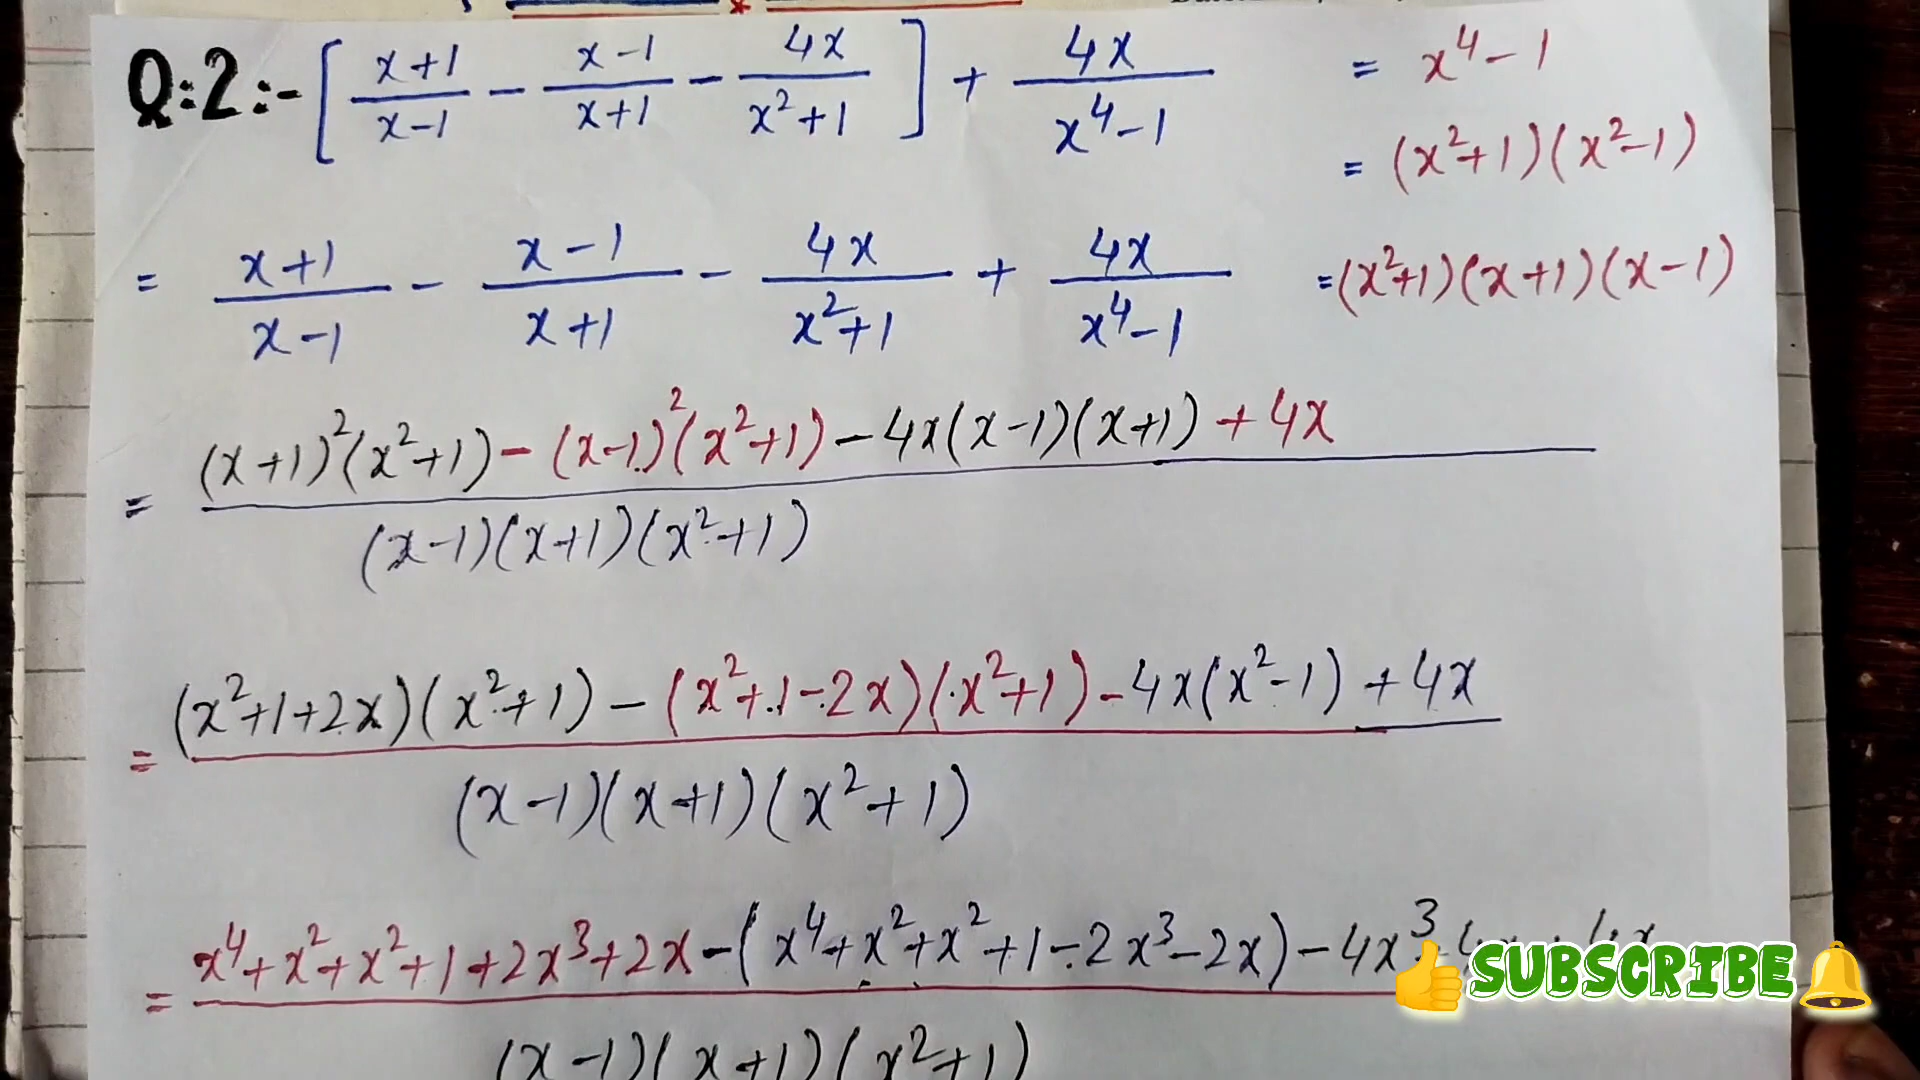 Q:2:- [ (x+1)/(x-1) - (x-1)/(x+1) - 4x/(x²+1) ] + 4x/(x⁴-1)
= x⁴-1
= (x²+1)(x²-1)
= (x²+1)(x+1)(x-1)
= (x+1)/(x-1) - (x-1)/(x+1) - 4x/(x²+1) + 4x/(x⁴-1)
= (x+1)²(x²+1) - (x-1)²(x²+1) - 4x(x-1)(x+1) + 4x
(x-1)(x+1)(x²+1)
= (x²+1+2x)(x²+1) - (x²+1-2x)(x²+1) - 4x(x²-1) + 4x
(x-1)(x+1)(x²+1)
= x⁴+x²+x²+1+2x³+2x-(x⁴+x²+x²+1-2x³-2x)-4x³
(x-1)(x+1)(x²+1)
SUBSCRIBE